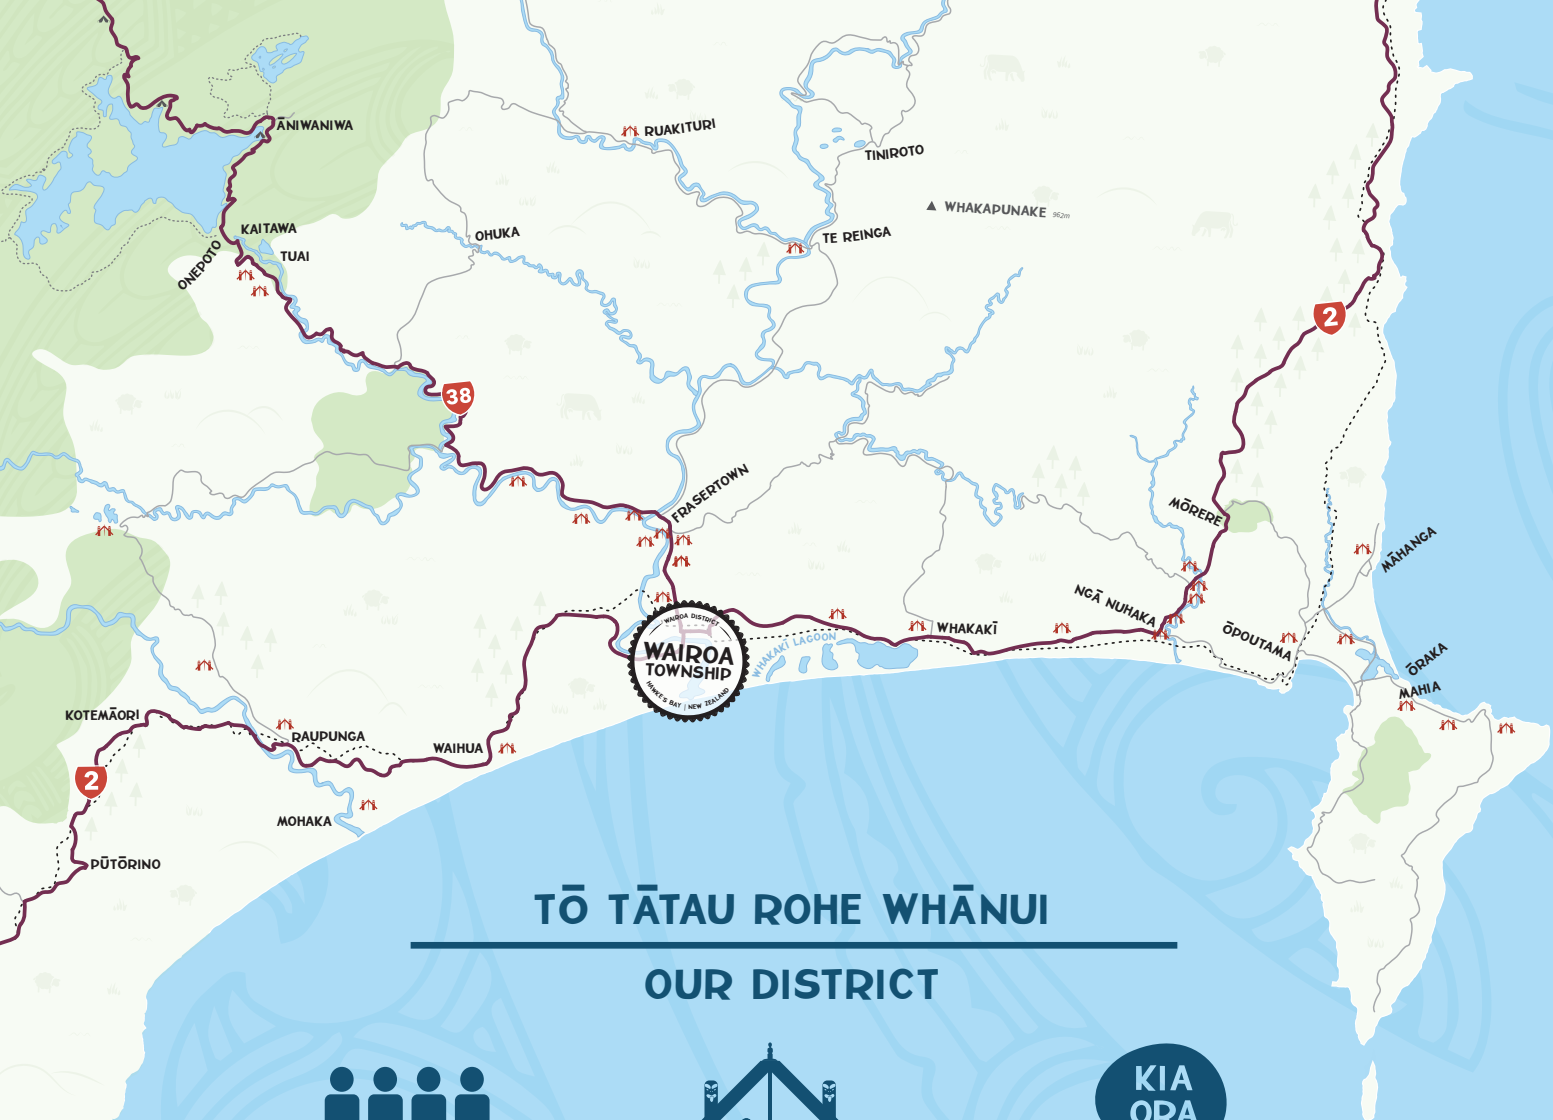 ĀNIWANIWA
RUAKITURI
TINIROTO
WHAKAPUNAKE 962m
KAITAWA
OHUKA
TE REINGA
TUAI
ONEPOTO
2
38
FRASERTOWN
MŌRERE
MĀHANGA
NGĀ NUHAKA
WAIROA DISTRICT
WAIROA
TOWNSHIP
HAWKE'S BAY | NEW ZEALAND
WHAKAKĪ LAGOON
WHAKAKĪ
ŌPOUTAMA
ŌRAKA
MAHIA
KOTEMĀORI
RAUPUNGA
WAIHUA
2
MOHAKA
PŪTŌRINO
TŌ TĀTAU ROHE WHĀNUI
OUR DISTRICT
KIA
ORA